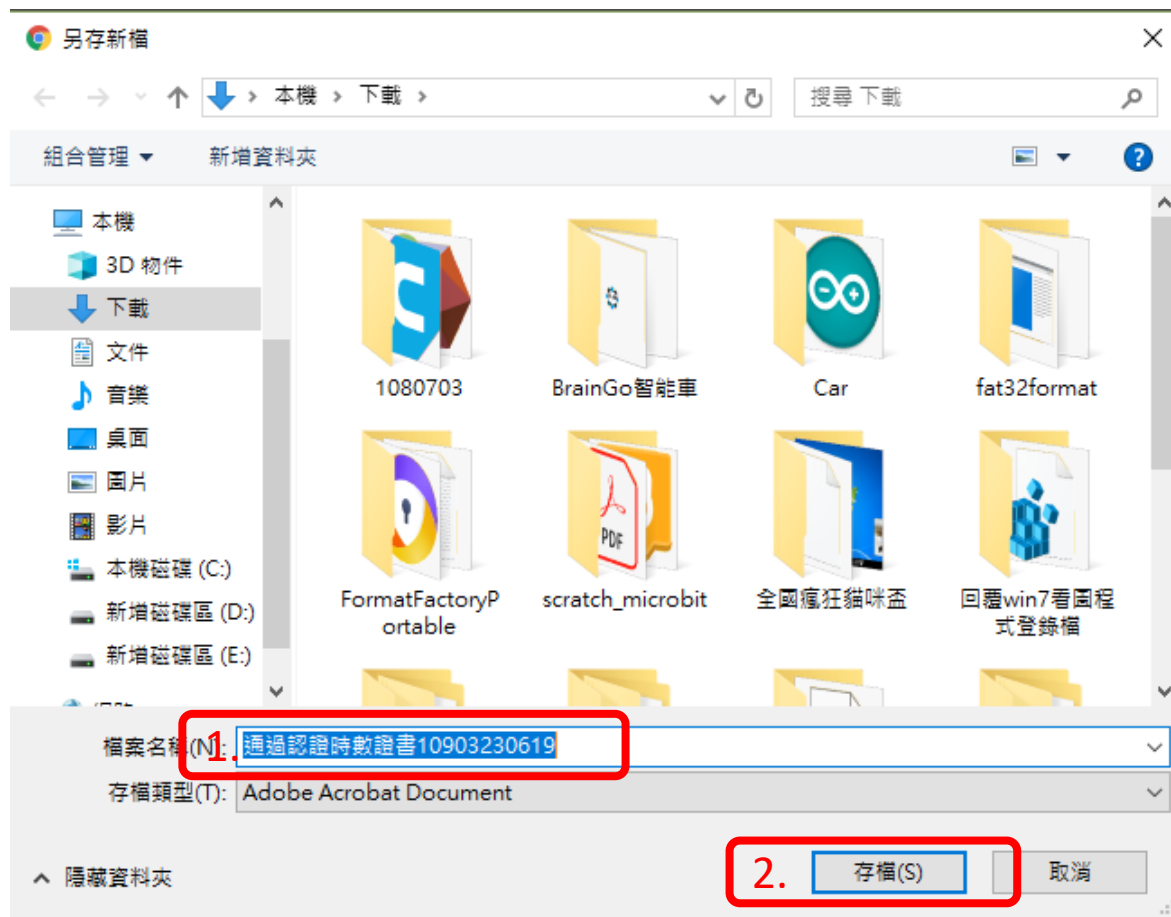 另存新檔
本機 › 下載 ›
搜尋 下載
組合管理 新增資料夾
本機
3D 物件
下載
文件
音樂
桌面
圖片
影片
本機磁碟 (C:)
新增磁碟區 (D:)
新增磁碟區 (E:)
1080703
BrainGo智能車
Car
fat32format
FormatFactoryP
ortable
scratch_microbit
全國瘋狂貓咪盃
回覆win7看圖程
式登錄檔
PDF
檔案名稱(N): 通過認證時數證書10903230619
1.
存檔類型(T): Adobe Acrobat Document
隱藏資料夾
2. 存檔(S) 取消